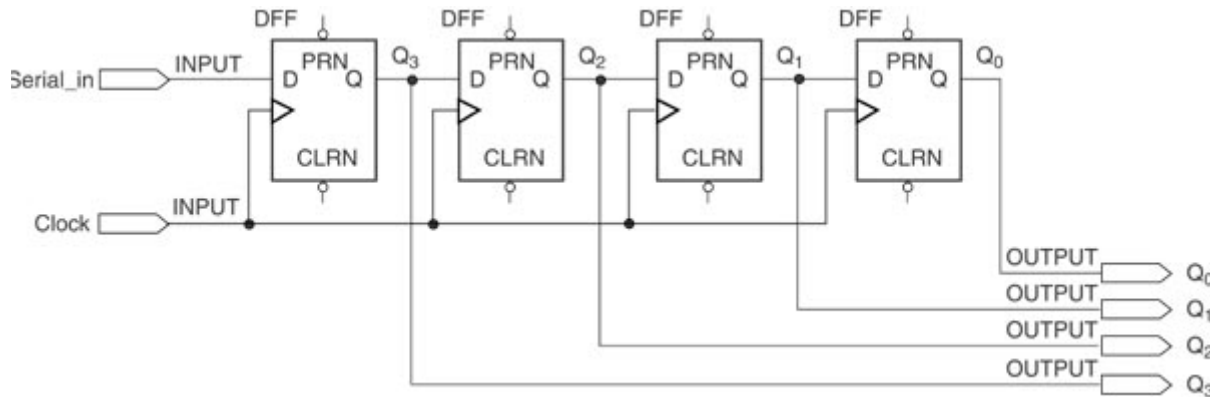 DFF DFF DFF DFF
INPUT PRN Q₃ PRN Q₂ PRN Q₁ PRN Q₀
Serial_in D Q D Q D Q D Q
CLRN CLRN CLRN CLRN
INPUT
Clock
OUTPUT Q₀
OUTPUT Q₁
OUTPUT Q₂
OUTPUT Q₃